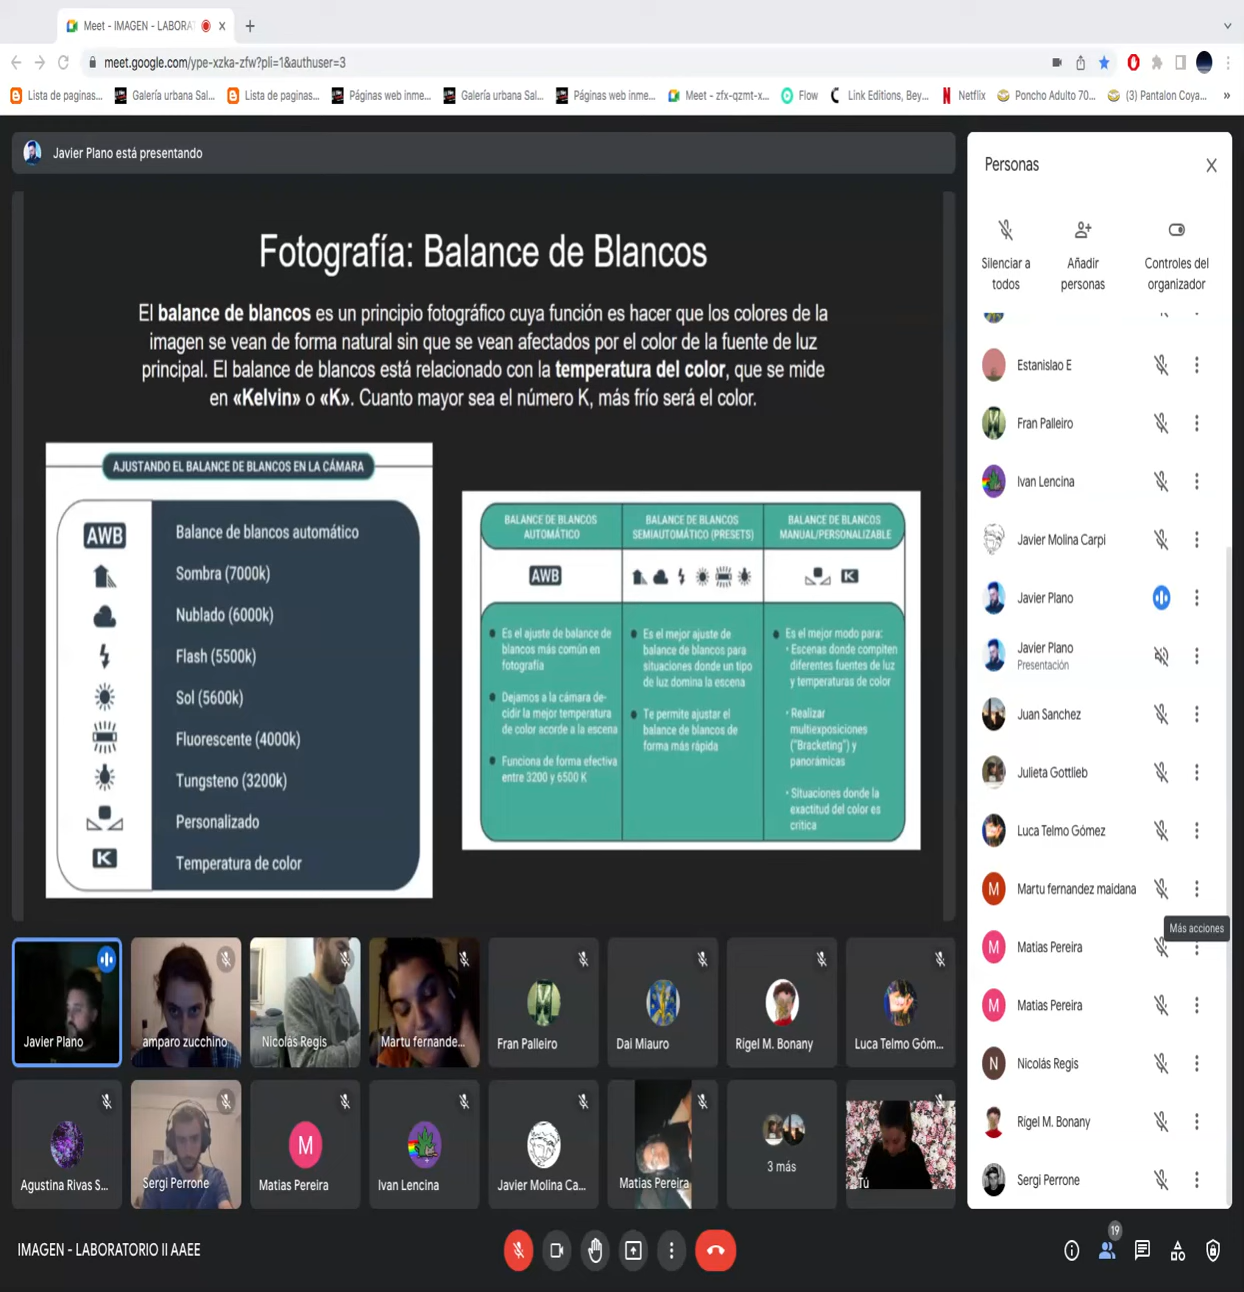 Meet - IMAGEN - LABORA
meet.google.com/ype-xzka-zfw?pli=1&authuser=3
Lista de paginas...
Galería urbana Sal...
Lista de paginas...
Páginas web inme...
Galería urbana Sal...
Páginas web inme...
Meet - zfx-qzmt-x...
Flow
Link Editions, Bey...
Netflix
Poncho Adulto 70...
(3) Pantalon Coya...
»
Javier Plano está presentando
Fotografía: Balance de Blancos
El balance de blancos es un principio fotográfico cuya función es hacer que los colores de la
imagen se vean de forma natural sin que se vean afectados por el color de la fuente de luz
principal. El balance de blancos está relacionado con la temperatura del color, que se mide
en «Kelvin» o «K». Cuanto mayor sea el número K, más frío será el color.
AJUSTANDO EL BALANCE DE BLANCOS EN LA CÁMARA
AWB
Balance de blancos automático
Sombra (7000k)
Nublado (6000k)
Flash (5500k)
Sol (5600k)
Fluorescente (4000k)
Tungsteno (3200k)
Personalizado
K
Temperatura de color
BALANCE DE BLANCOS
AUTOMÁTICO
AWB
Es el ajuste de balance de
blancos más común en
fotografía
Dejamos a la cámara de-
cidir la mejor temperatura
de color acorde a la escena
Funciona de forma efectiva
entre 3200 y 6500 K
BALANCE DE BLANCOS
SEMIAUTOMÁTICO (PRESETS)
Es el mejor ajuste de
balance de blancos para
situaciones donde un tipo
de luz domina la escena
Te permite ajustar el
balance de blancos de
forma más rápida
BALANCE DE BLANCOS
MANUAL/PERSONALIZABLE
K
Es el mejor modo para:
• Escenas donde compiten
diferentes fuentes de luz
y temperaturas de color
• Realizar
multiexposiciones
("Bracketing") y
panorámicas
• Situaciones donde la
exactitud del color es
crítica
Personas
Silenciar a
todos
Añadir
personas
Controles del
organizador
Estanislao E
Fran Palleiro
Ivan Lencina
Javier Molina Carpi
Javier Plano
Javier Plano
Presentación
Juan Sanchez
Julieta Gottlieb
Luca Telmo Gómez
M
Martu fernandez maidana
Más acciones
M
Matias Pereira
M
Matias Pereira
N
Nicolás Regis
Rigel M. Bonany
Sergi Perrone
Javier Plano
amparo zucchino
Nicolás Regis
Martu fernande...
Fran Palleiro
Dai Miauro
Rigel M. Bonany
Luca Telmo Góm...
Agustina Rivas S...
Sergi Perrone
M
Matias Pereira
Ivan Lencina
Javier Molina Ca...
Matias Pereira
3 más
Tú
IMAGEN - LABORATORIO II AAEE
19